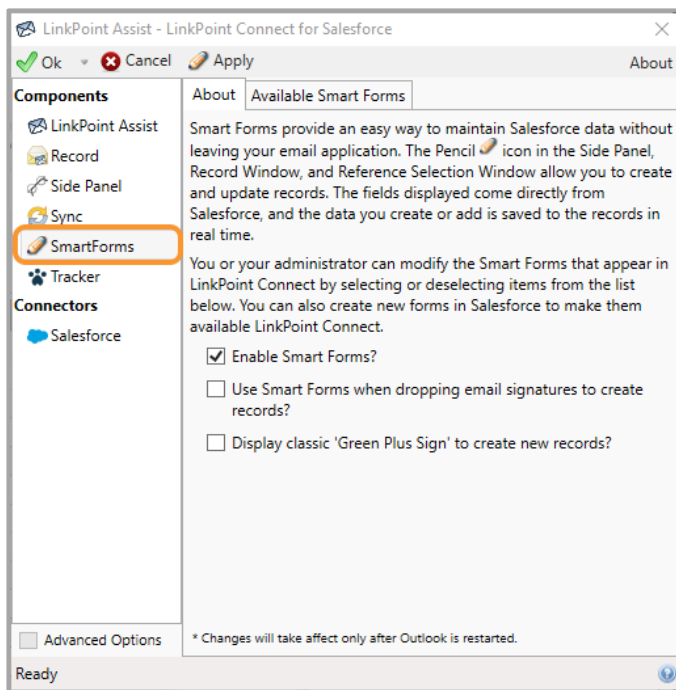 LinkPoint Assist - LinkPoint Connect for Salesforce
Ok Cancel Apply About
Components
LinkPoint Assist
Record
Side Panel
Sync
SmartForms
Tracker
Connectors
Salesforce
About Available Smart Forms
Smart Forms provide an easy way to maintain Salesforce data without
leaving your email application. The Pencil icon in the Side Panel,
Record Window, and Reference Selection Window allow you to create
and update records. The fields displayed come directly from
Salesforce, and the data you create or add is saved to the records in
real time.
You or your administrator can modify the Smart Forms that appear in
LinkPoint Connect by selecting or deselecting items from the list
below. You can also create new forms in Salesforce to make them
available LinkPoint Connect.
Enable Smart Forms?
Use Smart Forms when dropping email signatures to create
records?
Display classic 'Green Plus Sign' to create new records?
Advanced Options
* Changes will take affect only after Outlook is restarted.
Ready